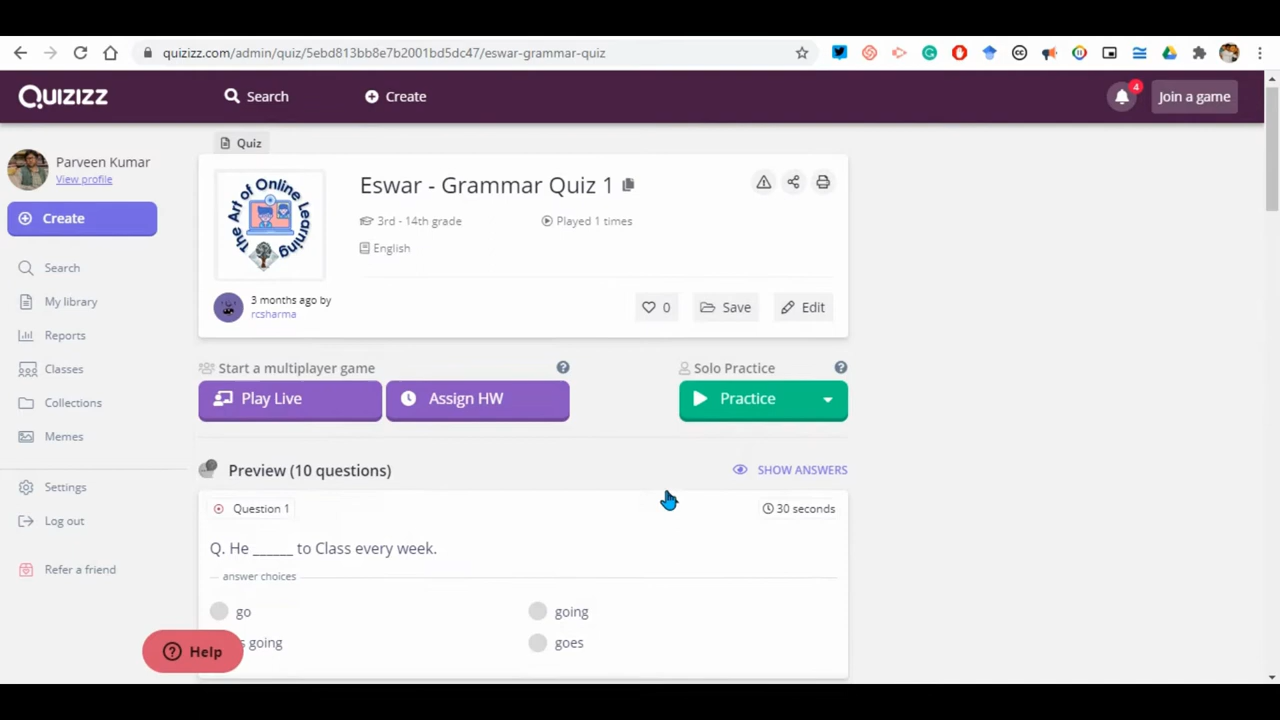 quizizz.com/admin/quiz/5ebd813bb8e7b2001bd5dc47/eswar-grammar-quiz
QUIZIZZ
Search
Create
4
Join a game
Parveen Kumar
View profile
Create
Search
My library
Reports
Classes
Collections
Memes
Settings
Log out
Refer a friend
Help
Quiz
The Art of Online Learning
Eswar - Grammar Quiz 1
3rd - 14th grade
Played 1 times
English
3 months ago by
rcsharma
0
Save
Edit
Start a multiplayer game
Solo Practice
Play Live
Assign HW
Practice
Preview (10 questions)
SHOW ANSWERS
Question 1
30 seconds
Q. He ______ to Class every week.
answer choices
go
going
s going
goes